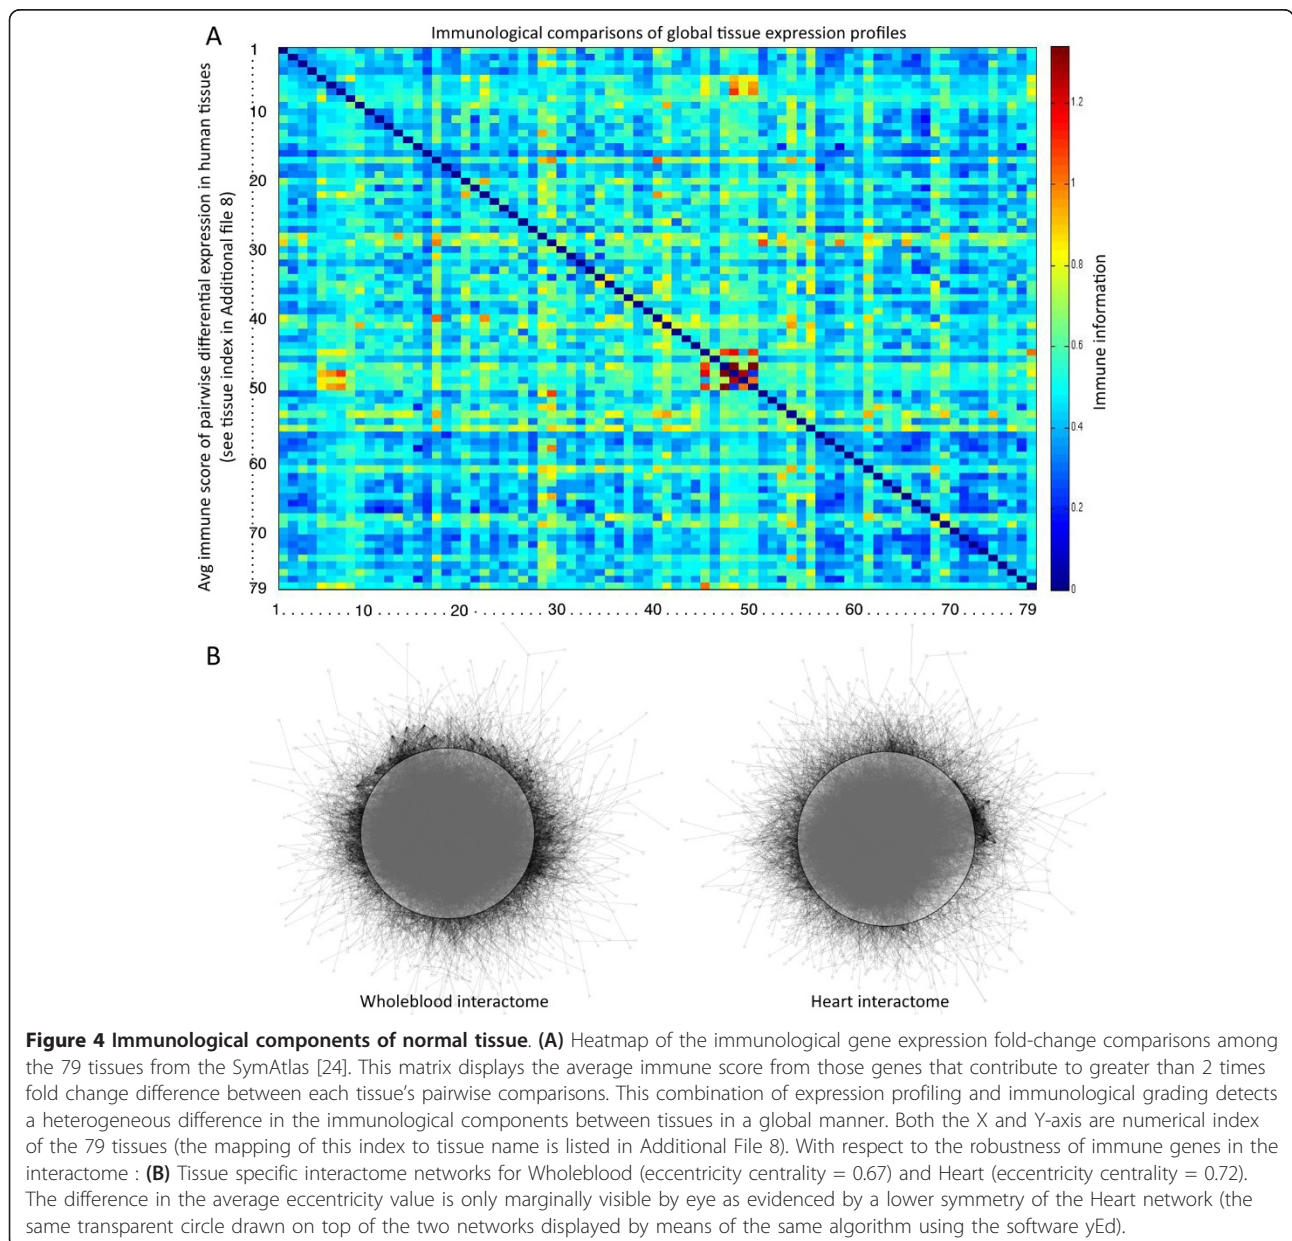 A
Immunological comparisons of global tissue expression profiles
Avg immune score of pairwise differential expression in human tissues
(see tissue index in Additional file 8)
1
10
20
30
40
50
60
70
79
1. . . . . . . 10 . . . . . . . 20 . . . . . . . 30 . . . . . . . 40 . . . . . . . 50 . . . . . . . 60 . . . . . . . 70 . . . . . . 79
1.2
1
0.8
0.6
0.4
0.2
0
Immune information
B
Wholeblood interactome
Heart interactome
Figure 4 Immunological components of normal tissue. (A) Heatmap of the immunological gene expression fold-change comparisons among
the 79 tissues from the SymAtlas [24]. This matrix displays the average immune score from those genes that contribute to greater than 2 times
fold change difference between each tissue's pairwise comparisons. This combination of expression profiling and immunological grading detects
a heterogeneous difference in the immunological components between tissues in a global manner. Both the X and Y-axis are numerical index
of the 79 tissues (the mapping of this index to tissue name is listed in Additional File 8). With respect to the robustness of immune genes in the
interactome : (B) Tissue specific interactome networks for Wholeblood (eccentricity centrality = 0.67) and Heart (eccentricity centrality = 0.72).
The difference in the average eccentricity value is only marginally visible by eye as evidenced by a lower symmetry of the Heart network (the
same transparent circle drawn on top of the two networks displayed by means of the same algorithm using the software yEd).